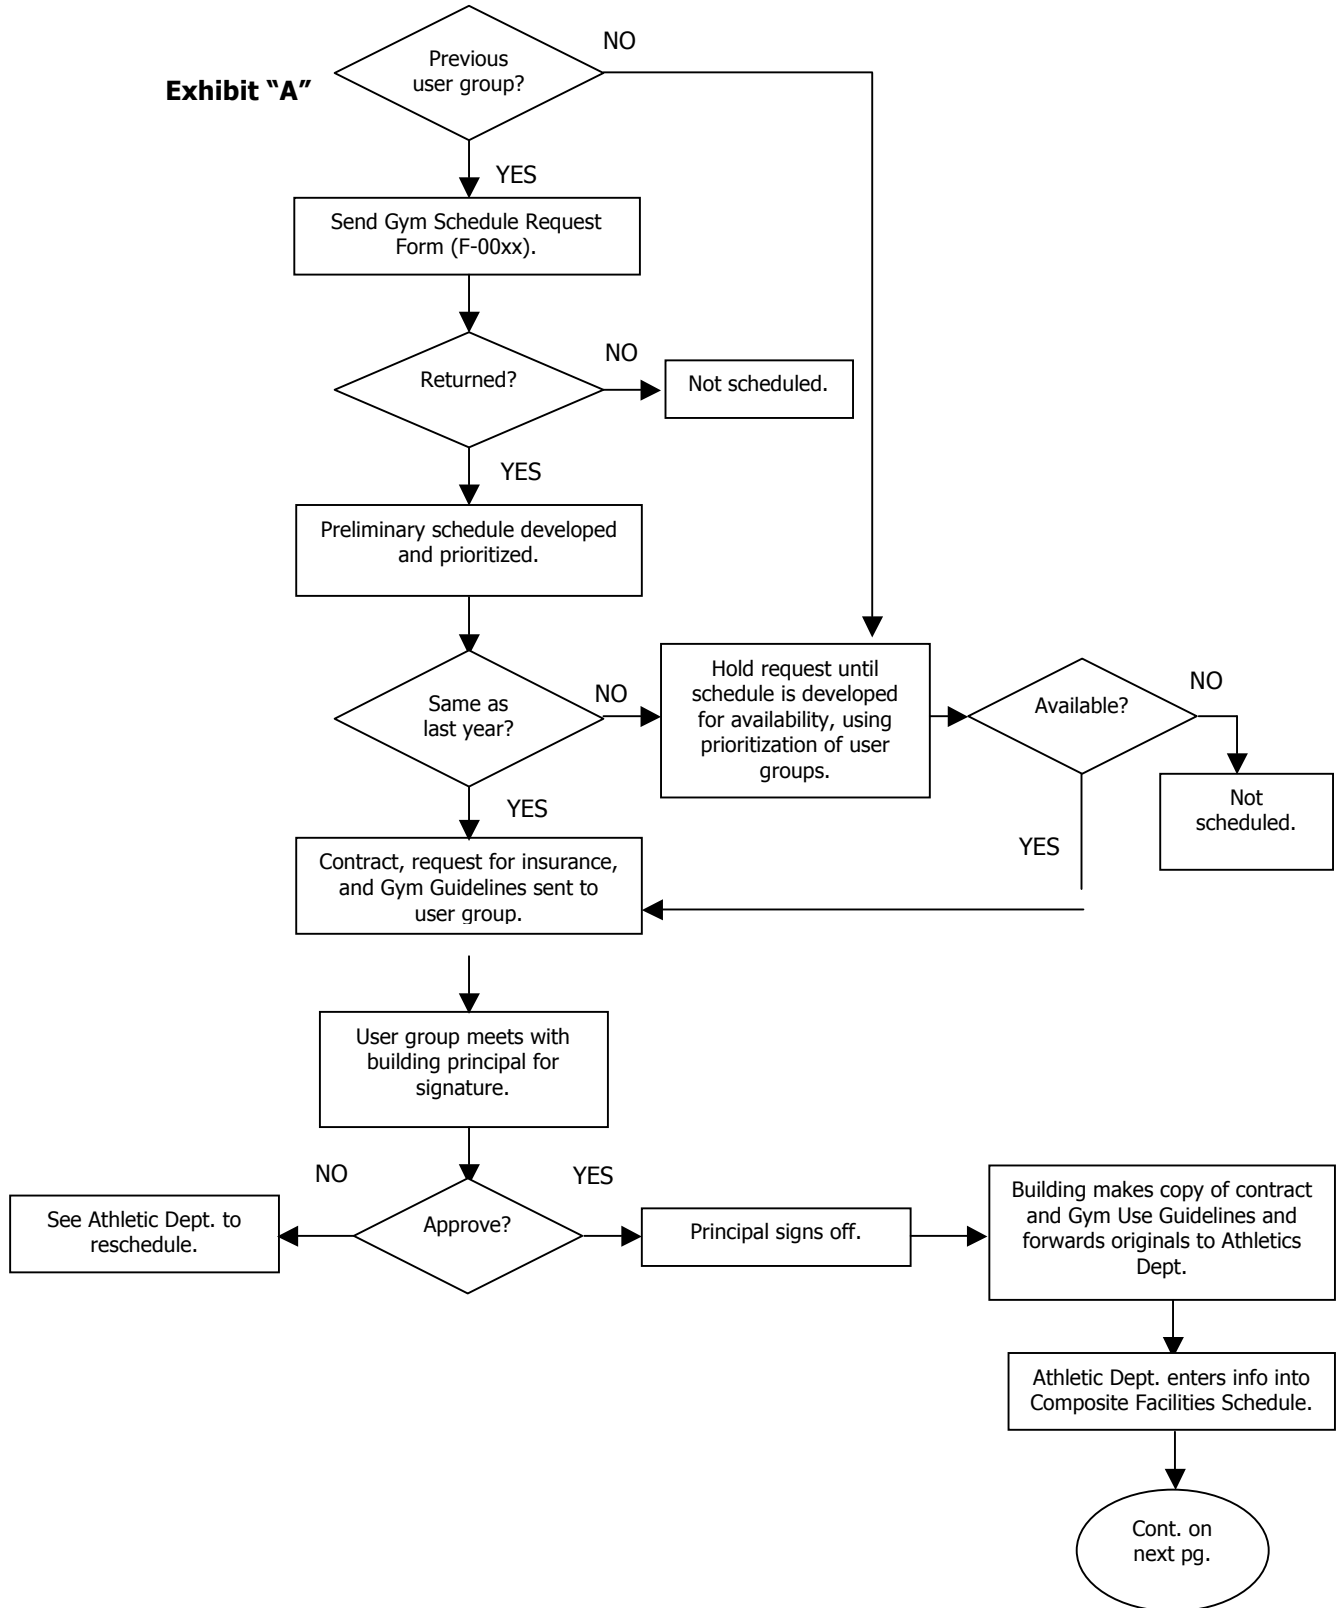 NO
Previous
user group?
Exhibit “A”
YES
Send Gym Schedule Request
Form (F-00xx).
NO
Returned?
Not scheduled.
YES
Preliminary schedule developed
and prioritized.
Same as
last year?
NO
Hold request until
schedule is developed
for availability, using
prioritization of user
groups.
Available?
NO
Not
scheduled.
YES
YES
Contract, request for insurance,
and Gym Guidelines sent to
user group.
User group meets with
building principal for
signature.
NO
YES
See Athletic Dept. to
reschedule.
Approve?
Principal signs off.
Building makes copy of contract
and Gym Use Guidelines and
forwards originals to Athletics
Dept.
Athletic Dept. enters info into
Composite Facilities Schedule.
Cont. on
next pg.